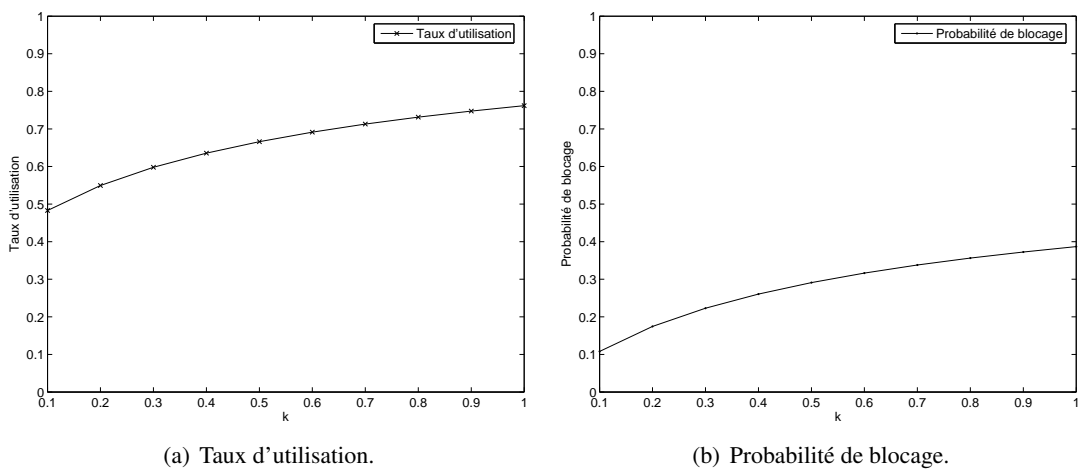 1
0.9
0.8
0.7
0.6
0.5
0.4
0.3
0.2
0.1
0
Taux d'utilisation
Taux d'utilisation
0.1 0.2 0.3 0.4 0.5 0.6 0.7 0.8 0.9 1
k
(a) Taux d'utilisation.
1
0.9
0.8
0.7
0.6
0.5
0.4
0.3
0.2
0.1
0
Probabilité de blocage
Probabilité de blocage
0.1 0.2 0.3 0.4 0.5 0.6 0.7 0.8 0.9 1
k
(b) Probabilité de blocage.